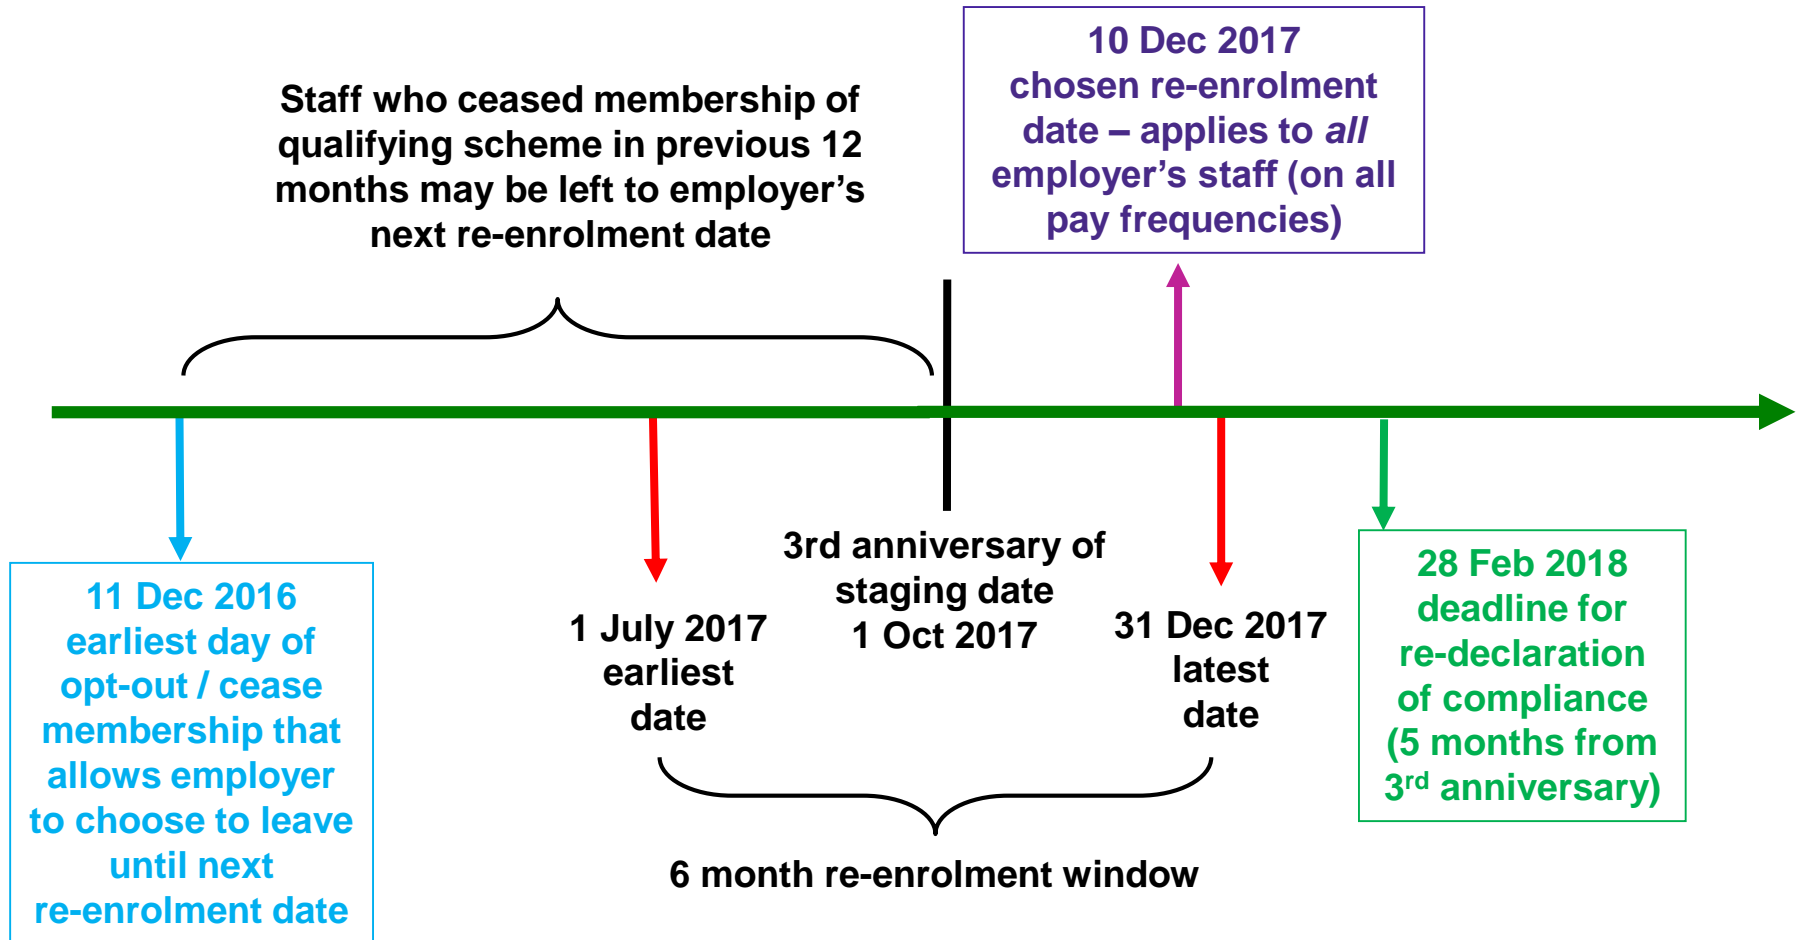 Staff who ceased membership of
qualifying scheme in previous 12
months may be left to employer’s
next re-enrolment date
10 Dec 2017
chosen re-enrolment
date – applies to all
employer’s staff (on all
pay frequencies)
11 Dec 2016
earliest day of
opt-out / cease
membership that
allows employer
to choose to leave
until next
re-enrolment date
1 July 2017
earliest
date
3rd anniversary of
staging date
1 Oct 2017
31 Dec 2017
latest
date
28 Feb 2018
deadline for
re-declaration
of compliance
(5 months from
3rd anniversary)
6 month re-enrolment window